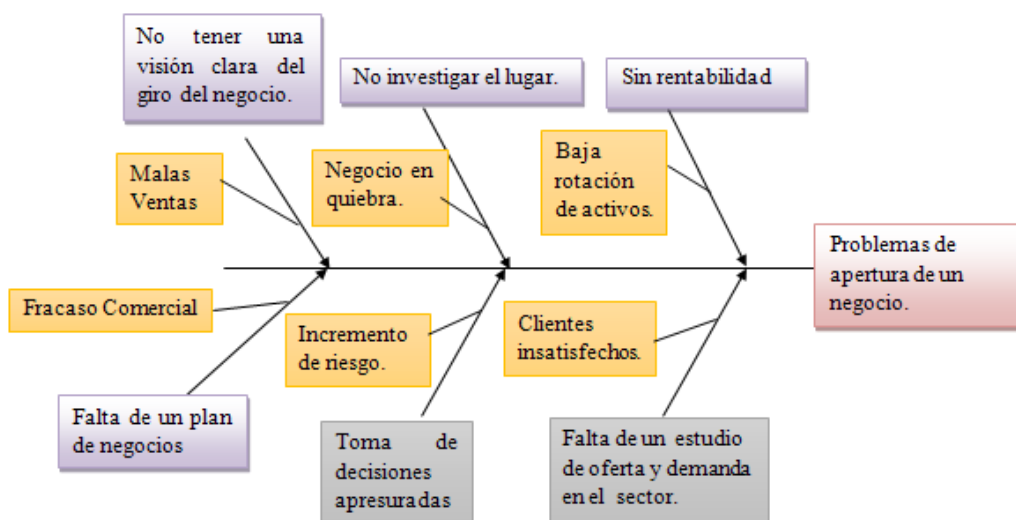 No tener una
visión clara del
giro del negocio.
No investigar el lugar.
Sin rentabilidad
Malas
Ventas
Negocio en
quiebra.
Baja
rotación
de activos.
Problemas de
apertura de un
negocio.
Fracaso Comercial
Incremento
de riesgo.
Clientes
insatisfechos.
Falta de un plan
de negocios
Toma de
decisiones
apresuradas
Falta de un estudio
de oferta y demanda
en el sector.